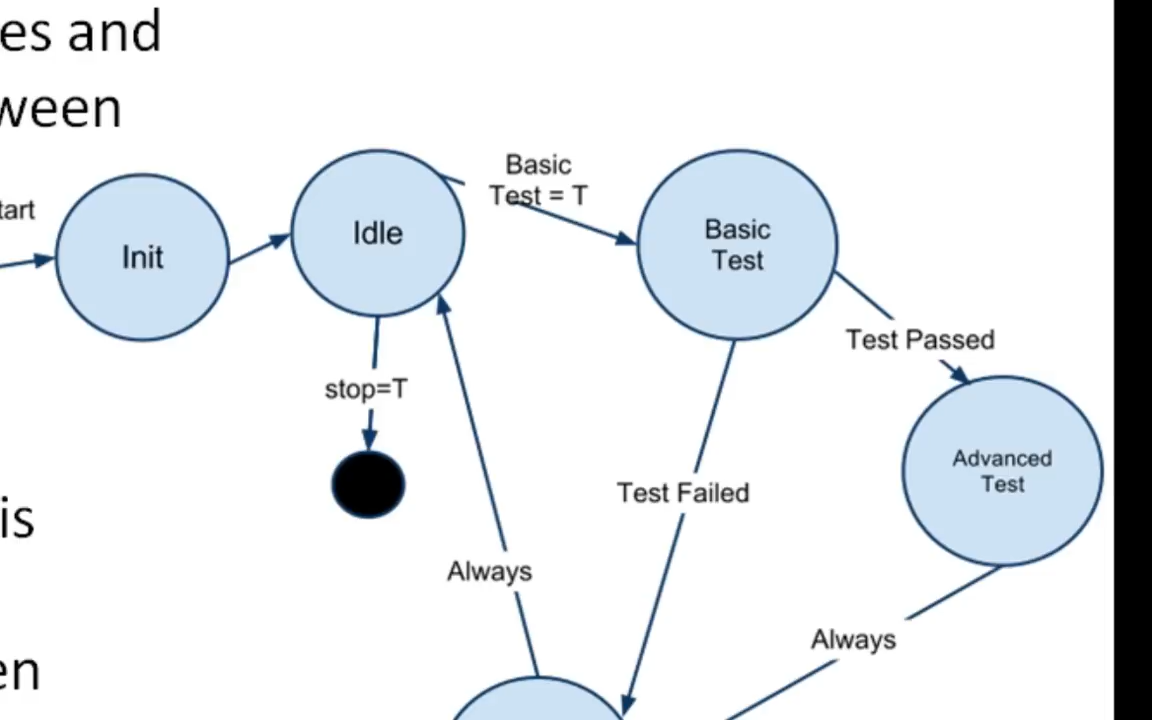 es and
ween
tart
Init
Idle
Basic
Test = T
Basic
Test
Test Passed
stop=T
Advanced
Test
Test Failed
is
Always
Always
en